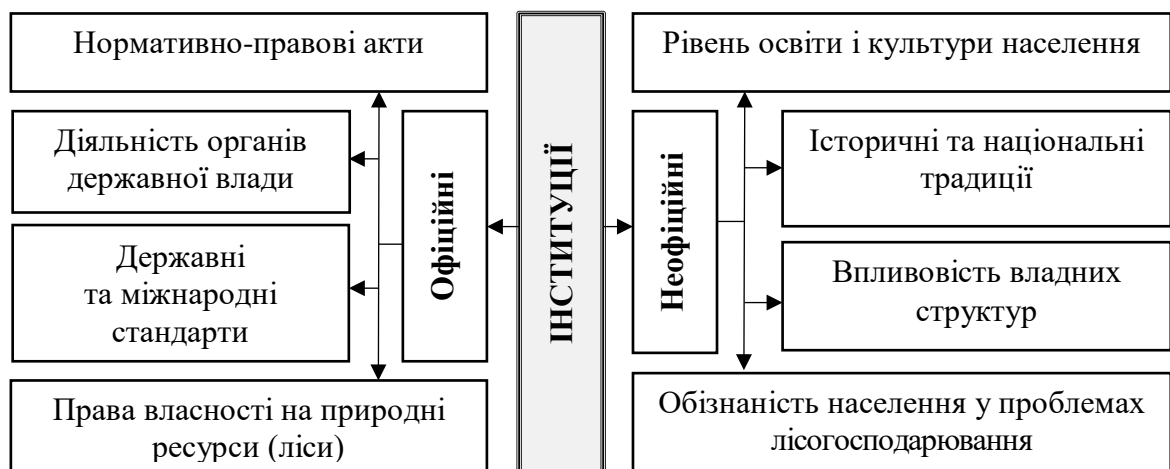 Нормативно-правові акти
Діяльність органів
державної влади
Державні
та міжнародні
стандарти
Права власності на природні
ресурси (ліси)
Офіційні
ІНСТИТУЦІЇ
Неофіційні
Рівень освіти і культури населення
Історичні та національні
традиції
Впливовість владних
структур
Обізнаність населення у проблемах
лісогосподарювання